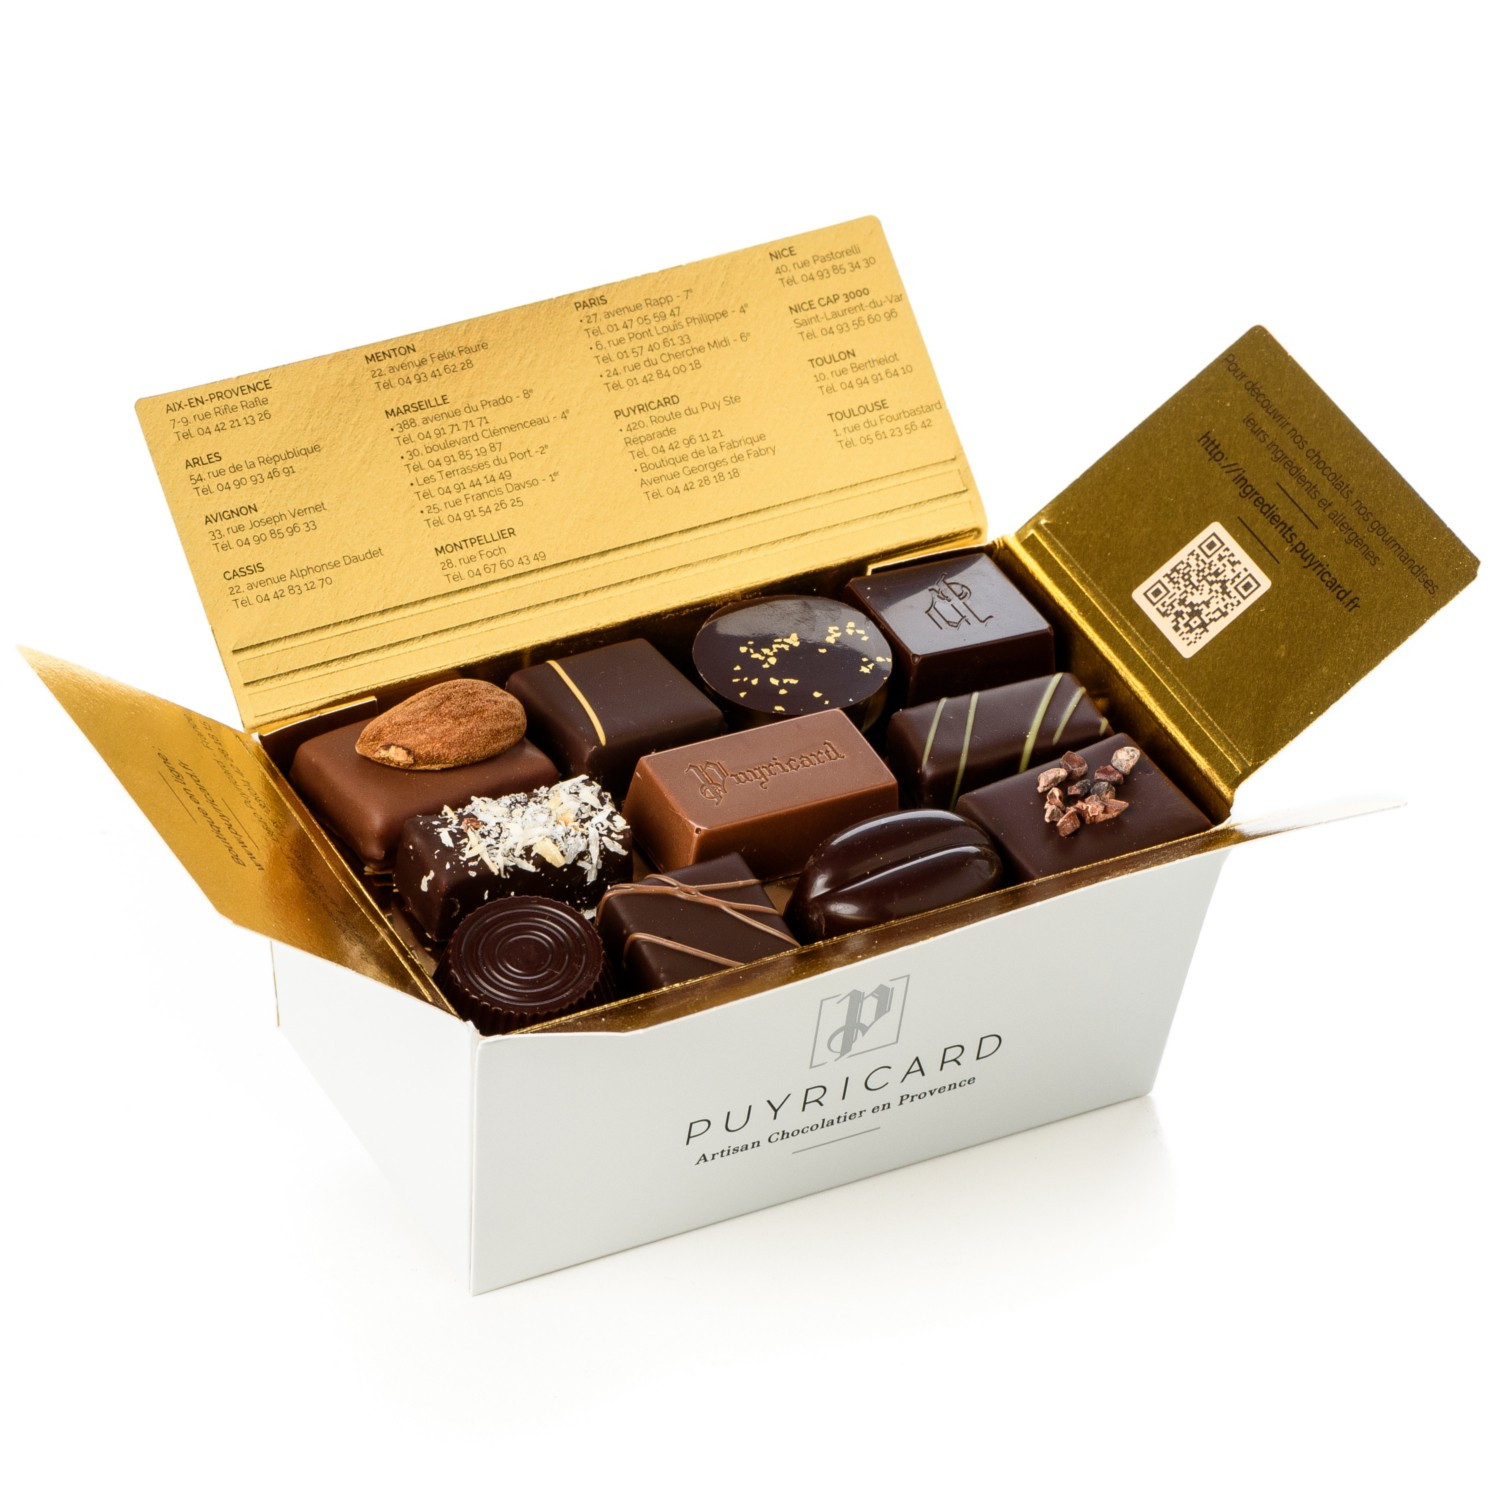 AIX-EN-PROVENCE
7-9, rue Rifle Rafle
Tél. 04 42 21 13 26
ARLES
54, rue de la République
Tél. 04 90 93 46 91
AVIGNON
33, rue Joseph Vernet
Tél. 04 90 85 96 33
CASSIS
22, avenue Alphonse Daudet
Tél. 04 42 83 12 70
MENTON
22, avenue Félix Faure
Tél. 04 93 41 62 28
MARSEILLE
• 388, avenue du Prado - 8e
Tél. 04 91 71 71 71
• 30, boulevard Clémenceau - 4e
Tél. 04 91 85 19 87
• Les Terrasses du Port - 2e
Tél. 04 91 44 14 49
• 25, rue Francis Davso - 1er
Tél. 04 91 54 26 25
MONTPELLIER
28, rue Foch
Tél. 04 67 60 43 49
PARIS
• 27, avenue Rapp - 7e
Tél. 01 47 05 59 47
• 6, rue Pont Louis Philippe - 4e
Tél. 01 57 40 61 33
• 24, rue du Cherche Midi - 6e
Tél. 01 42 84 00 18
PUYRICARD
• 420, Route du Puy Ste
Réparade
Tél. 04 42 96 11 21
• Boutique de la Fabrique
Avenue Georges de Fabry
Tél. 04 42 28 18 18
NICE
40, rue Pastorelli
Tél. 04 93 85 34 30
NICE CAP 3000
Saint-Laurent-du-Var
Tél. 04 93 56 60 96
TOULON
10, rue Berthelot
Tél. 04 94 91 64 10
TOULOUSE
1, rue du Fourbastard
Tél. 05 61 23 56 42
Pour découvrir nos chocolats, nos gourmandises,
leurs ingrédients et allergènes :
http://ingredients.puyricard.fr
Boutique en ligne
www.puyricard.fr
Puyricard
P
PUYRICARD
Artisan Chocolatier en Provence